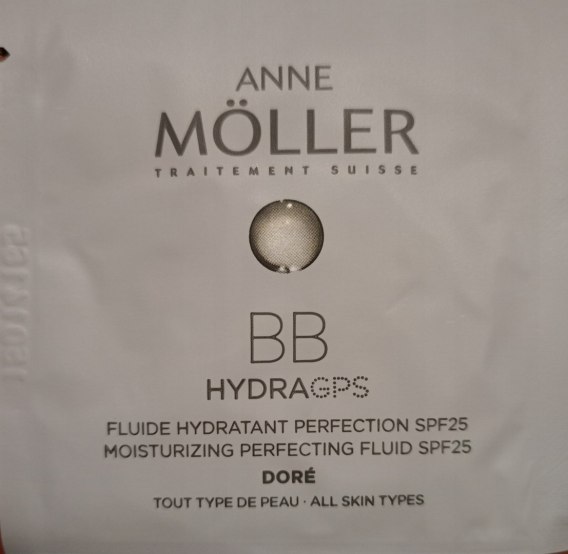 ANNE
MÖLLER
TRAITEMENT SUISSE
BB
HYDRAGPS
FLUIDE HYDRATANT PERFECTION SPF25
MOISTURIZING PERFECTING FLUID SPF25
DORÉ
TOUT TYPE DE PEAU · ALL SKIN TYPES